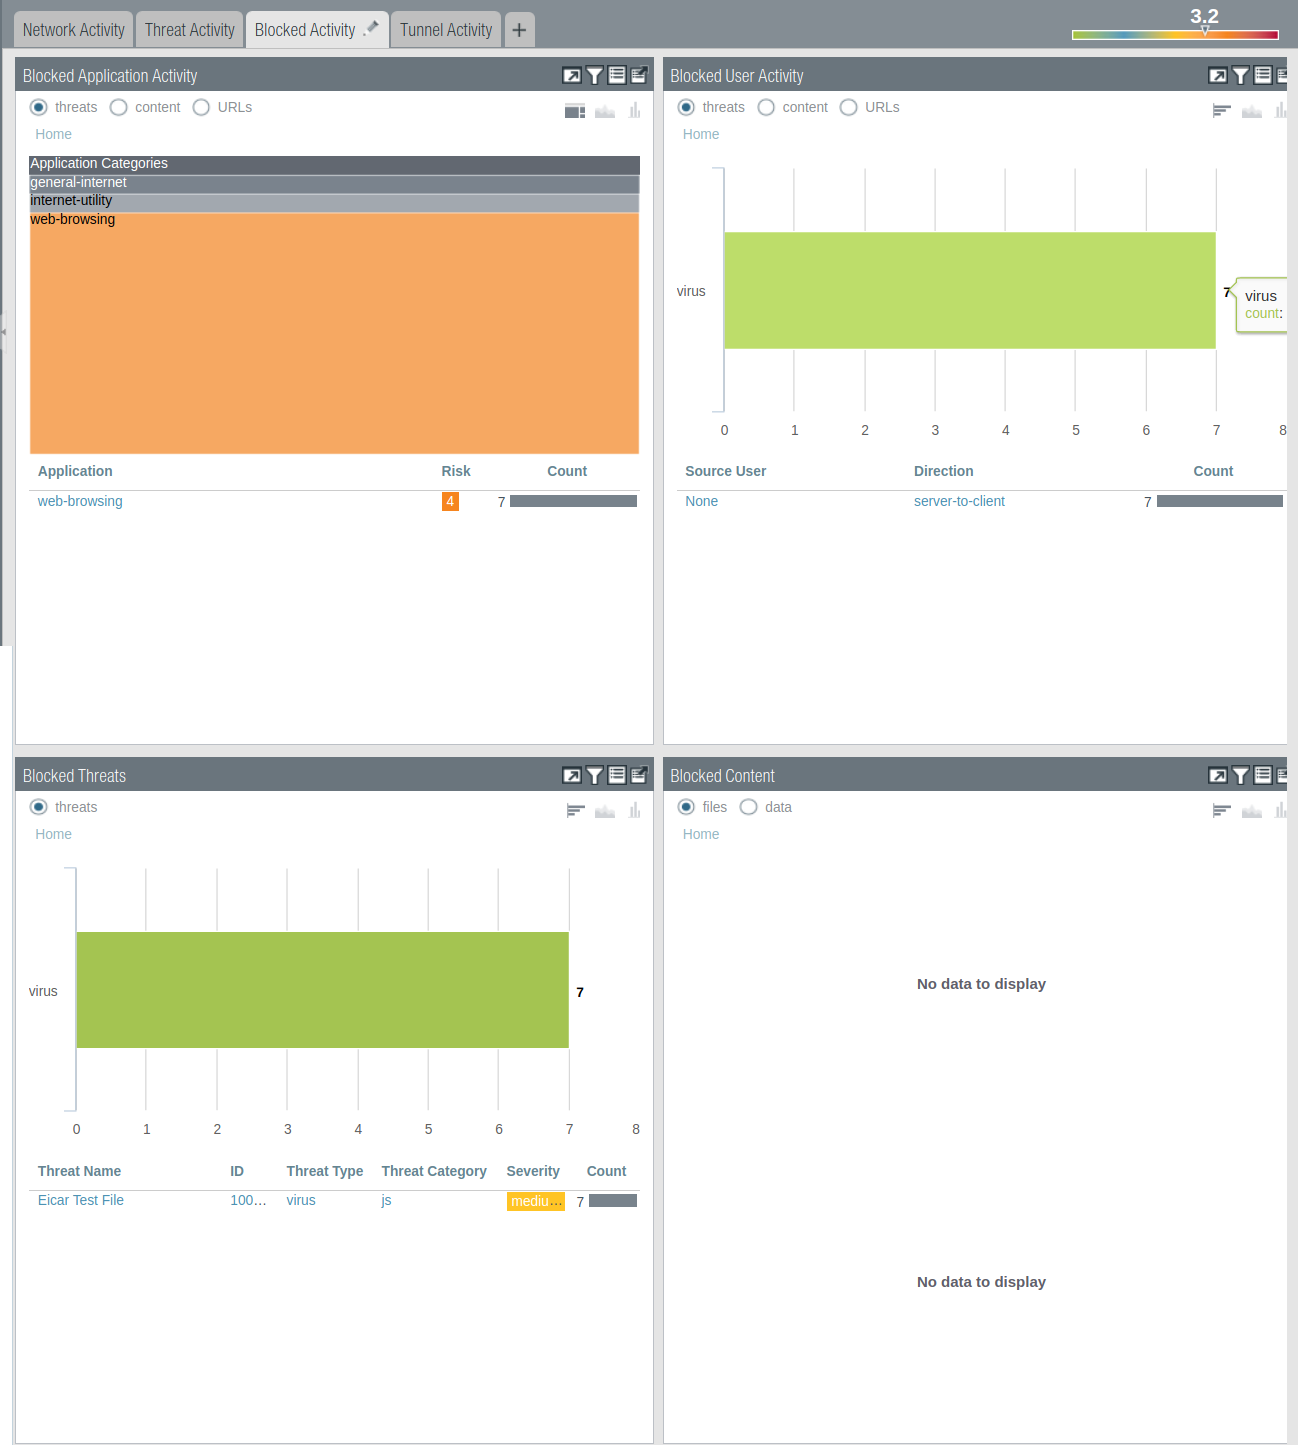 Network Activity Threat Activity Blocked Activity Tunnel Activity +
3.2
Blocked Application Activity
threats content URLs
Home
Application Categories
general-internet
internet-utility
web-browsing
Application Risk Count
web-browsing 4 7
Blocked User Activity
threats content URLs
Home
virus
7
virus
count:
0 1 2 3 4 5 6 7 8
Source User Direction Count
None server-to-client 7
Blocked Threats
threats
Home
virus
7
0 1 2 3 4 5 6 7 8
Threat Name ID Threat Type Threat Category Severity Count
Eicar Test File 100... virus js mediu... 7
Blocked Content
files data
Home
No data to display
No data to display